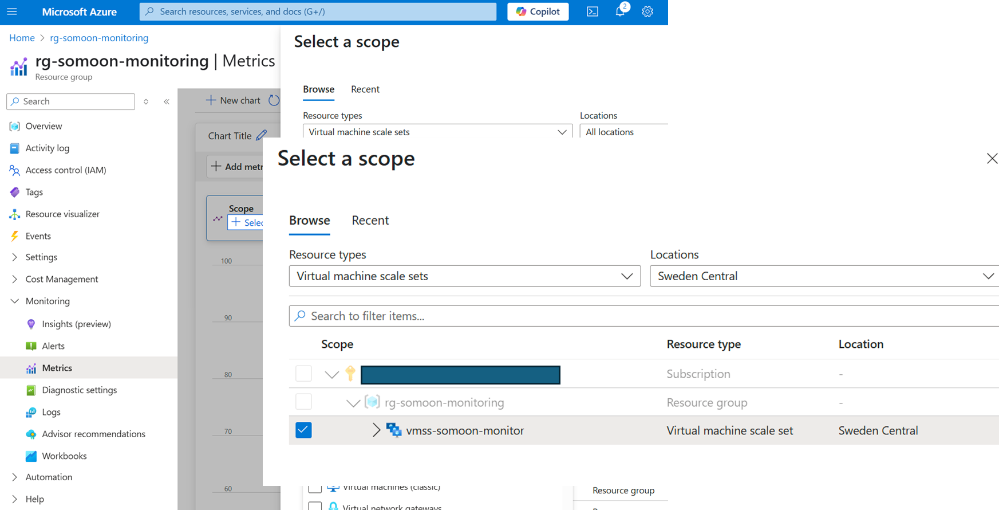 Microsoft Azure
Search resources, services, and docs (G+/)
Copilot
2
Home > rg-somoon-monitoring
rg-somoon-monitoring | Metrics
Resource group
Search
Overview
Activity log
Access control (IAM)
Tags
Resource visualizer
Events
Settings
Cost Management
Monitoring
Insights (preview)
Alerts
Metrics
Diagnostic settings
Logs
Advisor recommendations
Workbooks
Automation
Help
New chart
Chart Title
Add metr
Scope
Selec
100
90
80
70
60
Select a scope
Browse Recent
Resource types Locations
Virtual machine scale sets All locations
Select a scope
Browse Recent
Resource types Locations
Virtual machine scale sets Sweden Central
Search to filter items...
Scope Resource type Location
Subscription -
rg-somoon-monitoring Resource group -
vmss-somoon-monitor Virtual machine scale set Sweden Central
Virtual machines (classic)
Resource group
Virtual network gateways